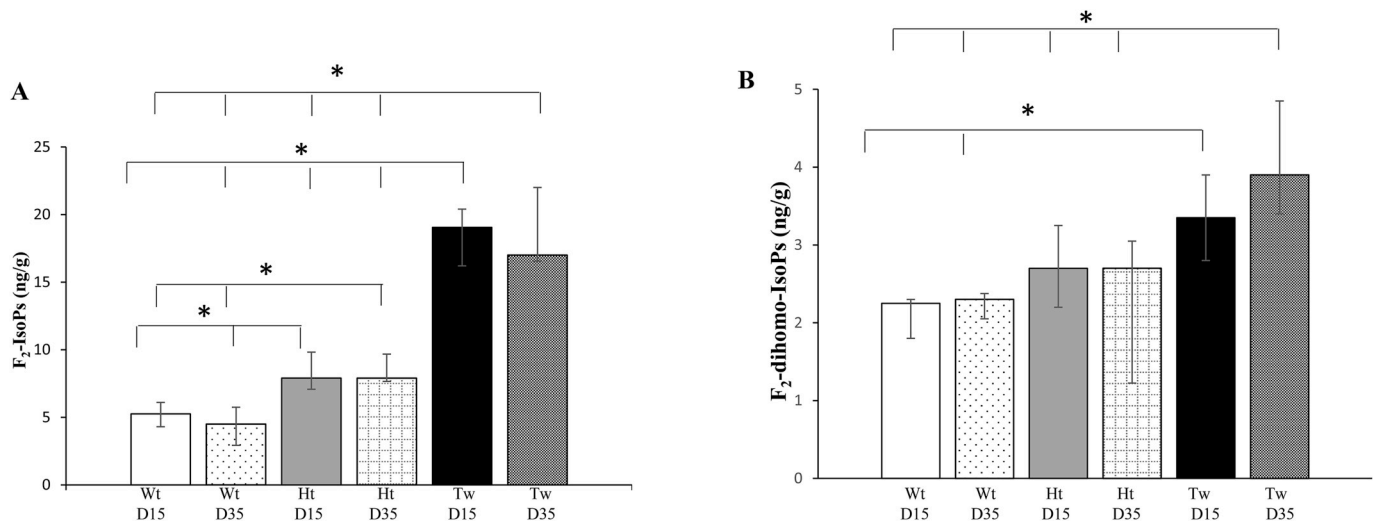 A
*
*
*
*
F2-IsoPs (ng/g)
25
20
15
10
5
0
Wt Wt Ht Ht Tw Tw
D15 D35 D15 D35 D15 D35
B
*
*
F2-dihomo-IsoPs (ng/g)
5
4
3
2
1
0
Wt Wt Ht Ht Tw Tw
D15 D35 D15 D35 D15 D35